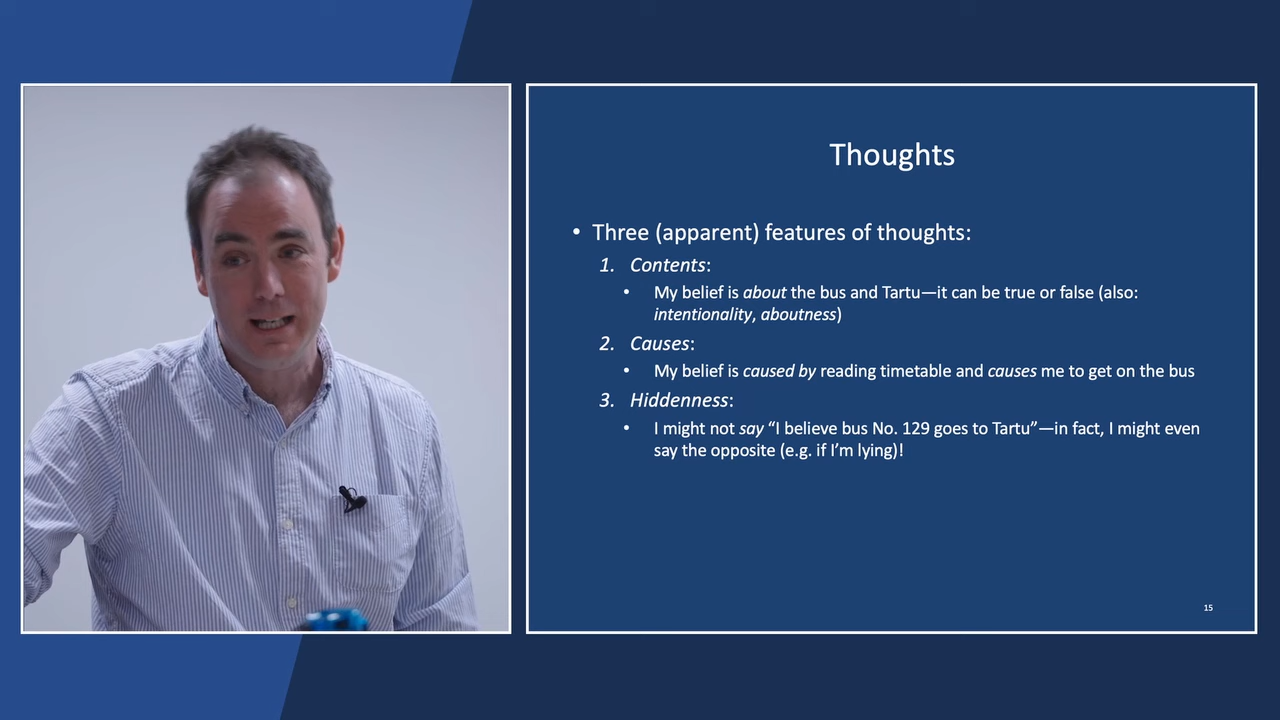 Thoughts
• Three (apparent) features of thoughts:
1. Contents:
• My belief is about the bus and Tartu—it can be true or false (also:
intentionality, aboutness)
2. Causes:
• My belief is caused by reading timetable and causes me to get on the bus
3. Hiddenness:
• I might not say “I believe bus No. 129 goes to Tartu”—in fact, I might even
say the opposite (e.g. if I’m lying)!
15